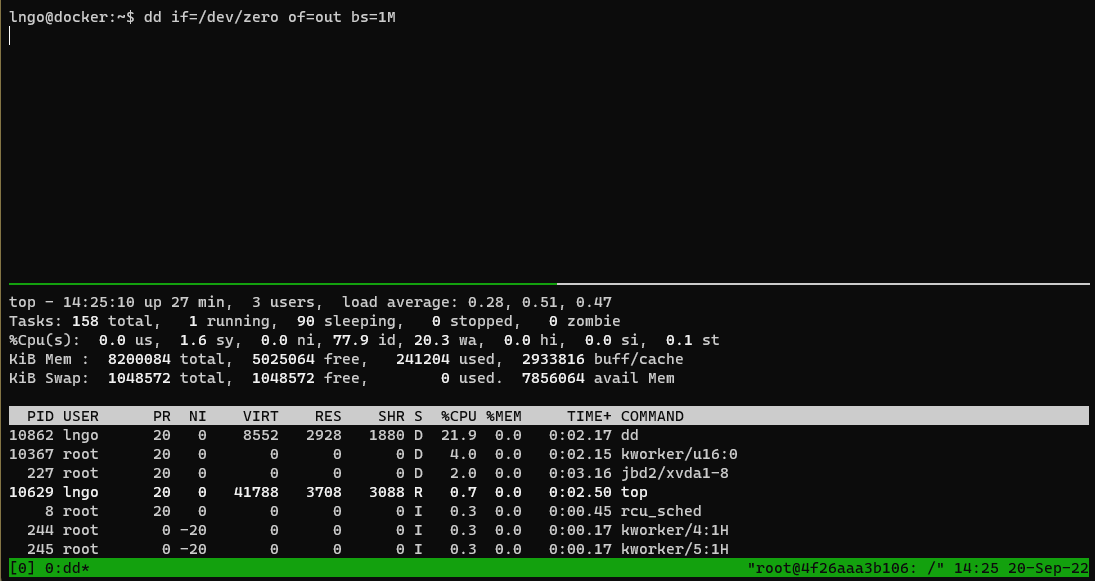 lngo@docker:~$ dd if=/dev/zero of=out bs=1M
top - 14:25:10 up 27 min,  3 users,  load average: 0.28, 0.51, 0.47
Tasks: 158 total,   1 running,  90 sleeping,   0 stopped,   0 zombie
%Cpu(s):  0.0 us,  1.6 sy,  0.0 ni, 77.9 id, 20.3 wa,  0.0 hi,  0.0 si,  0.1 st
KiB Mem :  8200084 total,  5025064 free,   241204 used,  2933816 buff/cache
KiB Swap:  1048572 total,  1048572 free,        0 used.  7856064 avail Mem
  PID USER      PR  NI    VIRT    RES    SHR S  %CPU %MEM     TIME+ COMMAND
10862 lngo      20   0    8552   2928   1880 D  21.9  0.0   0:02.17 dd
10367 root      20   0       0      0      0 D   4.0  0.0   0:02.15 kworker/u16:0
  227 root      20   0       0      0      0 D   2.0  0.0   0:03.16 jbd2/xvda1-8
10629 lngo      20   0   41788   3708   3088 R   0.7  0.0   0:02.50 top
    8 root      20   0       0      0      0 I   0.3  0.0   0:00.45 rcu_sched
  244 root       0 -20       0      0      0 I   0.3  0.0   0:00.17 kworker/4:1H
  245 root       0 -20       0      0      0 I   0.3  0.0   0:00.17 kworker/5:1H
[0] 0:dd* "root@4f26aaa3b106: /" 14:25 20-Sep-22